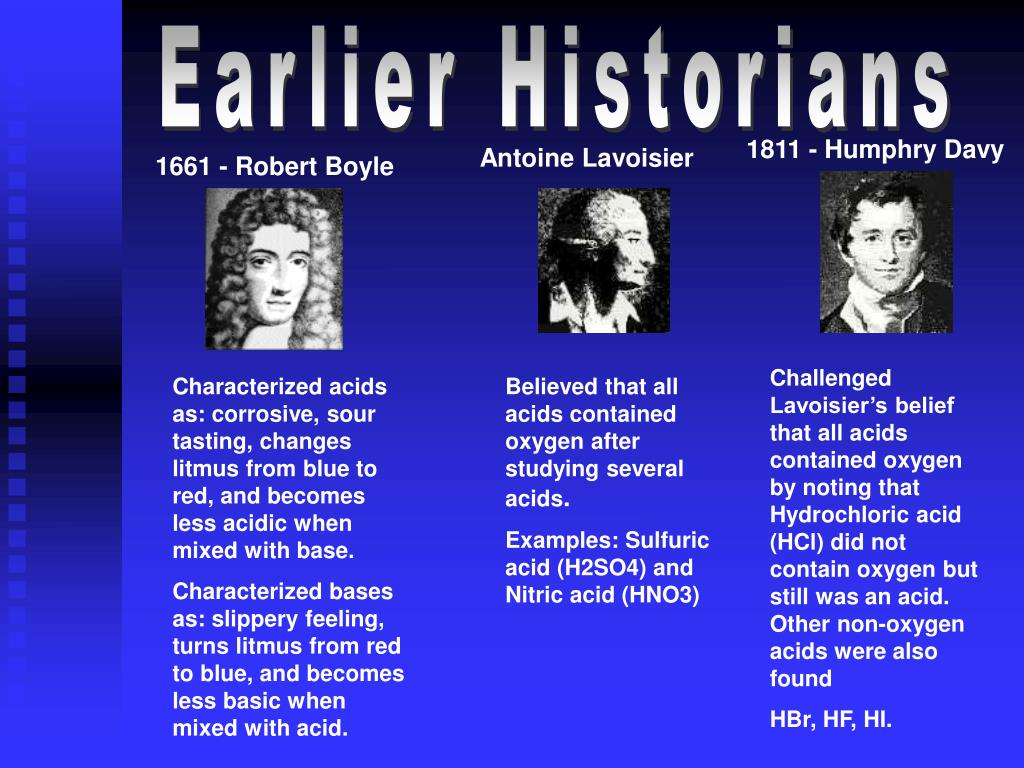 Earlier Historians
1661 - Robert Boyle
Characterized acids
as: corrosive, sour
tasting, changes
litmus from blue to
red, and becomes
less acidic when
mixed with base.
Characterized bases
as: slippery feeling,
turns litmus from red
to blue, and becomes
less basic when
mixed with acid.
Antoine Lavoisier
Believed that all
acids contained
oxygen after
studying several
acids.
Examples: Sulfuric
acid (H2SO4) and
Nitric acid (HNO3)
1811 - Humphry Davy
Challenged
Lavoisier’s belief
that all acids
contained oxygen
by noting that
Hydrochloric acid
(HCl) did not
contain oxygen but
still was an acid.
Other non-oxygen
acids were also
found
HBr, HF, HI.